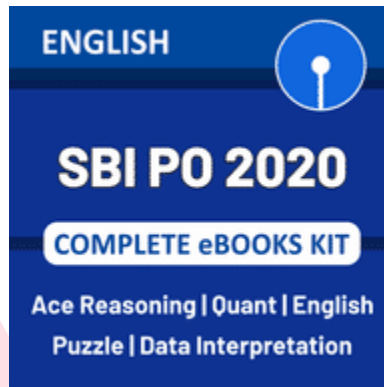 ENGLISH
SBI PO 2020
COMPLETE eBOOKS KIT
Ace Reasoning | Quant | English
Puzzle | Data Interpretation